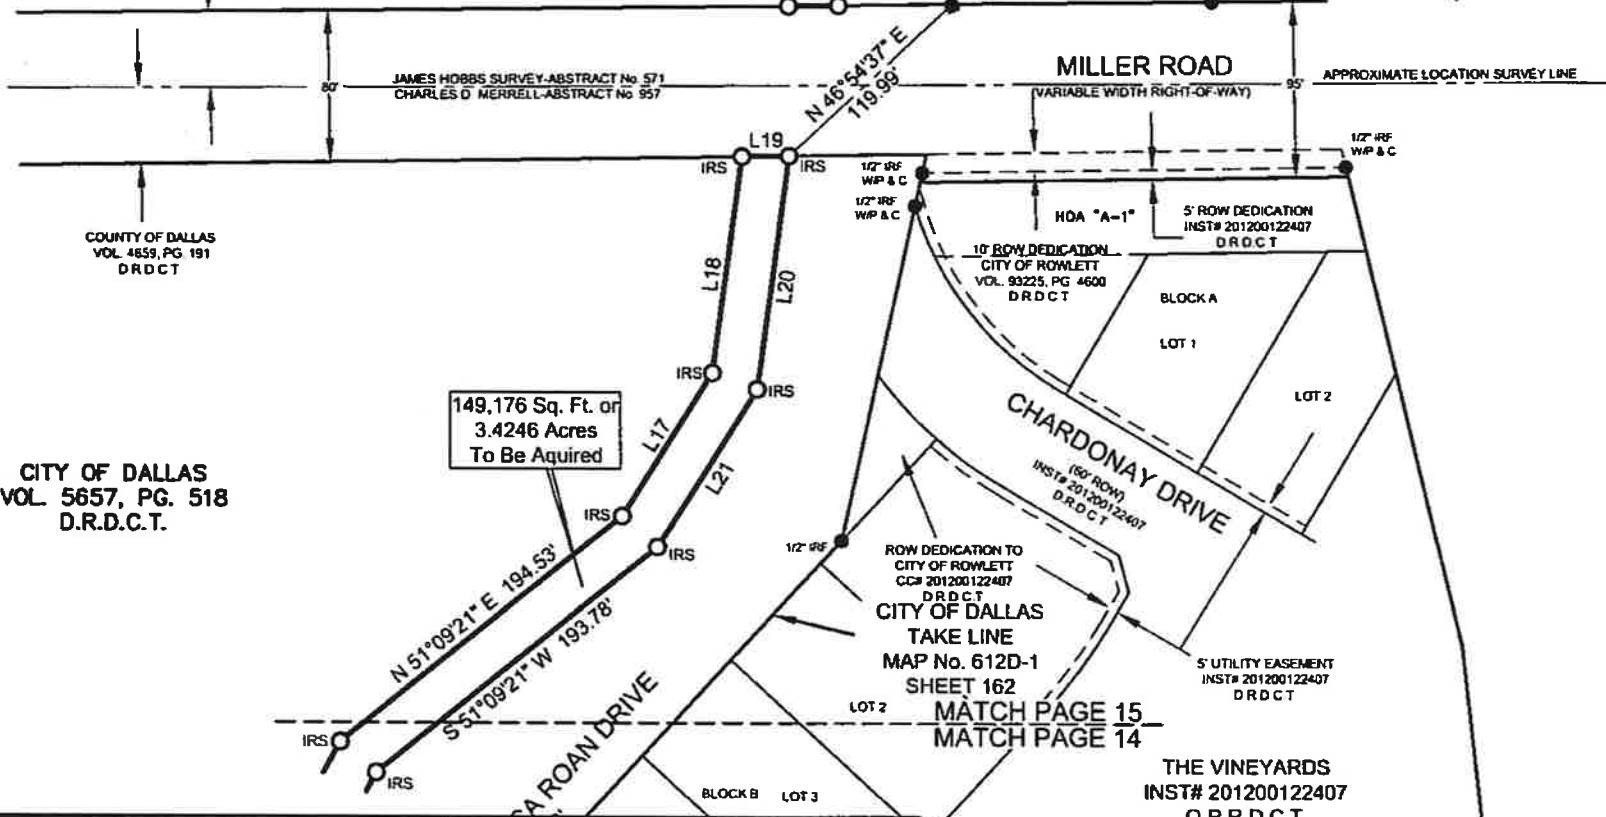 N 46°54'37" E
119.99'
MILLER ROAD
(VARIABLE WIDTH RIGHT-OF-WAY)
JAMES HOBBS SURVEY-ABSTRACT No. 571
CHARLES D MERRELL-ABSTRACT No 957
80'
95'
APPROXIMATE LOCATION SURVEY LINE
L19
IRS
IRS
1/2" IRF
W/P & C
1/2" IRF
W/P & C
1/2" IRF
W/P & C
COUNTY OF DALLAS
VOL. 4659, PG. 191
D R D C T
HOA "A-1"
5' ROW DEDICATION
INST# 201200122407
D R D C T
10' ROW DEDICATION
CITY OF ROWLETT
VOL. 93225, PG 4600
D R D C T
L18
L20
BLOCK A
LOT 1
LOT 2
IRS
IRS
149,176 Sq. Ft. or
3.4246 Acres
To Be Aquired
L17
L21
CHARDONAY DRIVE
(50' ROW)
INST# 201200122407
D.R.D.C T
CITY OF DALLAS
VOL. 5657, PG. 518
D.R.D.C.T.
IRS
IRS
1/2" IRF
ROW DEDICATION TO
CITY OF ROWLETT
CC# 201200122407
D R D C.T
CITY OF DALLAS
TAKE LINE
MAP No. 612D-1
SHEET 162
N 51°09'21" E 194.53'
S 51°09'21" W 193.78'
5' UTILITY EASEMENT
INST# 201200122407
D R D C T
LOT 2
MATCH PAGE 15
MATCH PAGE 14
IRS
IRS
CA ROAN DRIVE
BLOCK B LOT 3
THE VINEYARDS
INST# 201200122407
O.P.R.D.C.T.